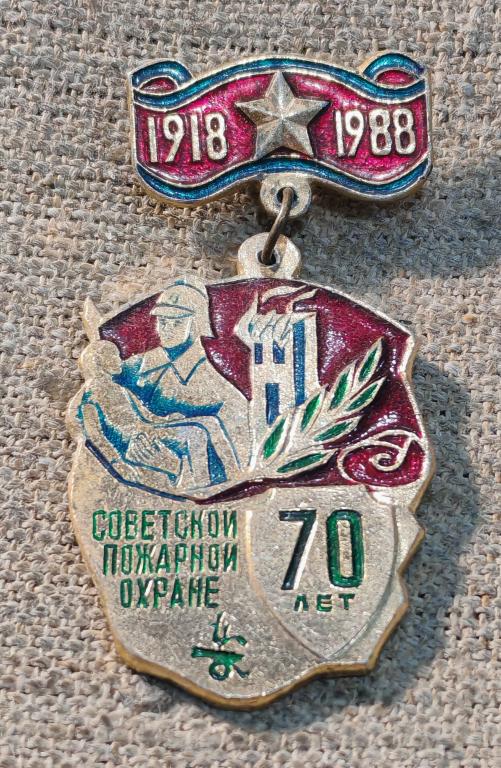 1918 1988
СОВЕТСКОЙ
ПОЖАРНОЙ
ОХРАНЕ
70
ЛЕТ